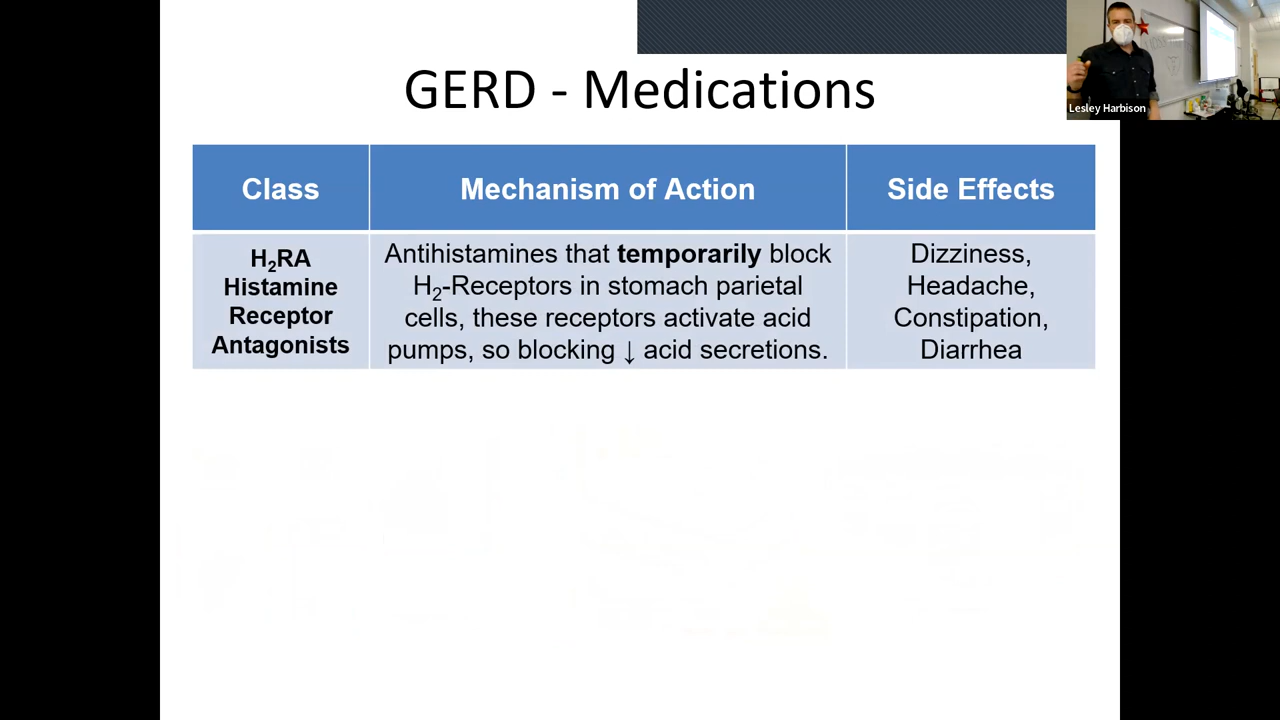 GERD - Medications
Lesley Harbison
Class
Mechanism of Action
Side Effects
H₂RA
Histamine
Receptor
Antagonists
Antihistamines that temporarily block
H₂-Receptors in stomach parietal
cells, these receptors activate acid
pumps, so blocking ↓ acid secretions.
Dizziness,
Headache,
Constipation,
Diarrhea